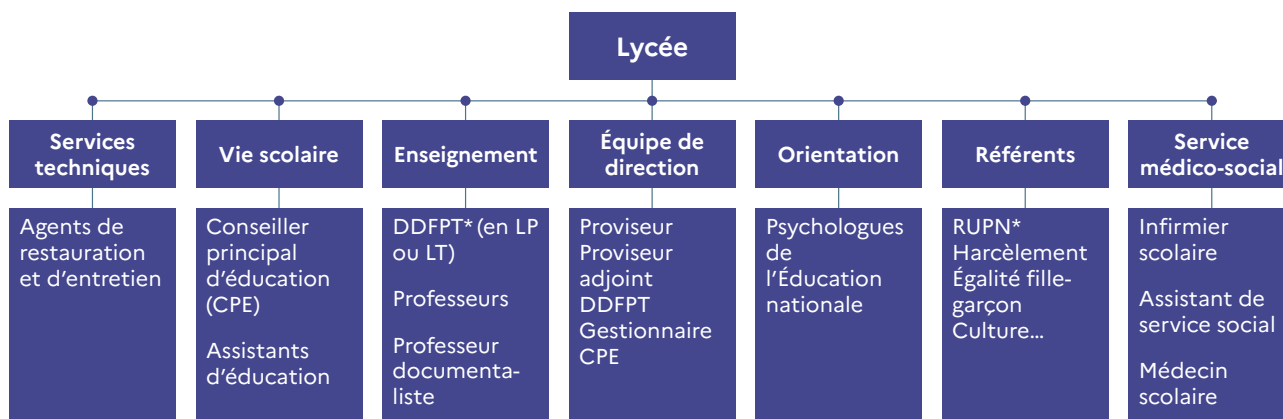 Lycée
Services
techniques
Agents de
restauration
et d’entretien
Vie scolaire
Conseiller
principal
d’éducation
(CPE)
Assistants
d’éducation
Enseignement
DDFPT* (en LP
ou LT)
Professeurs
Professeur
documenta-
liste
Équipe de
direction
Proviseur
Proviseur
adjoint
DDFPT
Gestionnaire
CPE
Orientation
Psychologues
de
l’Éducation
nationale
Référents
RUPN*
Harcèlement
Égalité fille-
garçon
Culture…
Service
médico-social
Infirmier
scolaire
Assistant de
service social
Médecin
scolaire